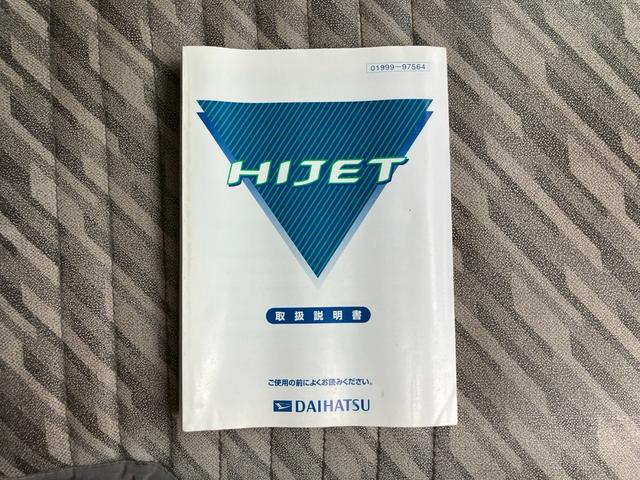 01999-97564
HIJET
取扱説明書
ご使用の前によくお読みください。
DAIHATSU